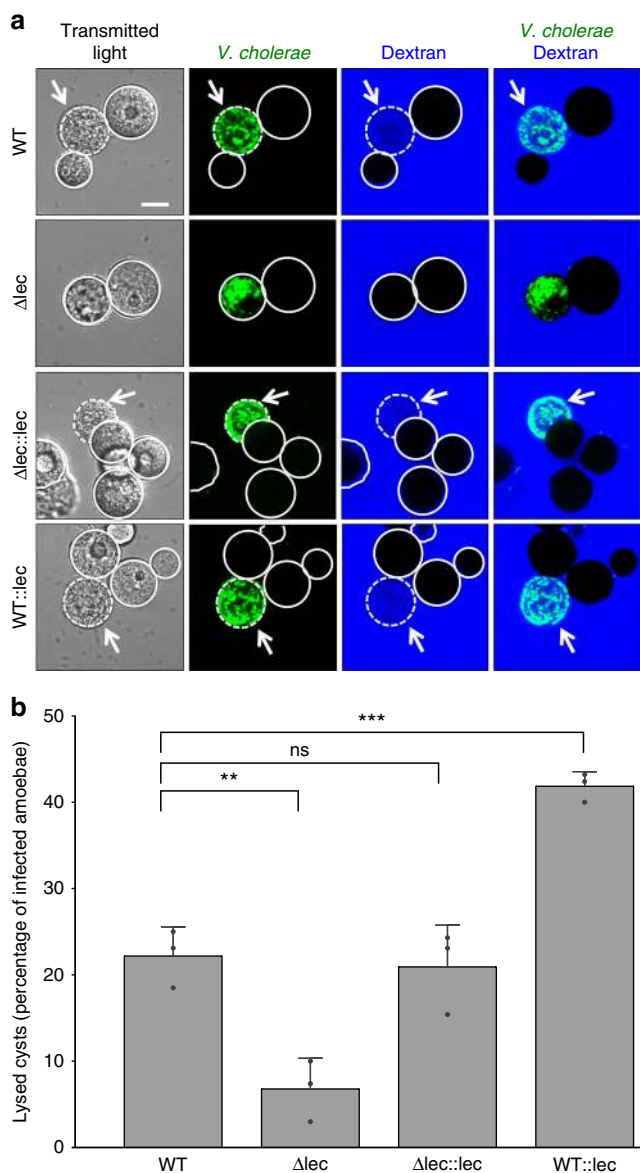 a
Transmitted
light
V. cholerae
Dextran
V. cholerae
Dextran
WT
Δlec
Δlec::lec
WT::lec
b
Lysed cysts (percentage of infected amoebae)
50
40
30
20
10
0
***
ns
**
WT
Δlec
Δlec::lec
WT::lec